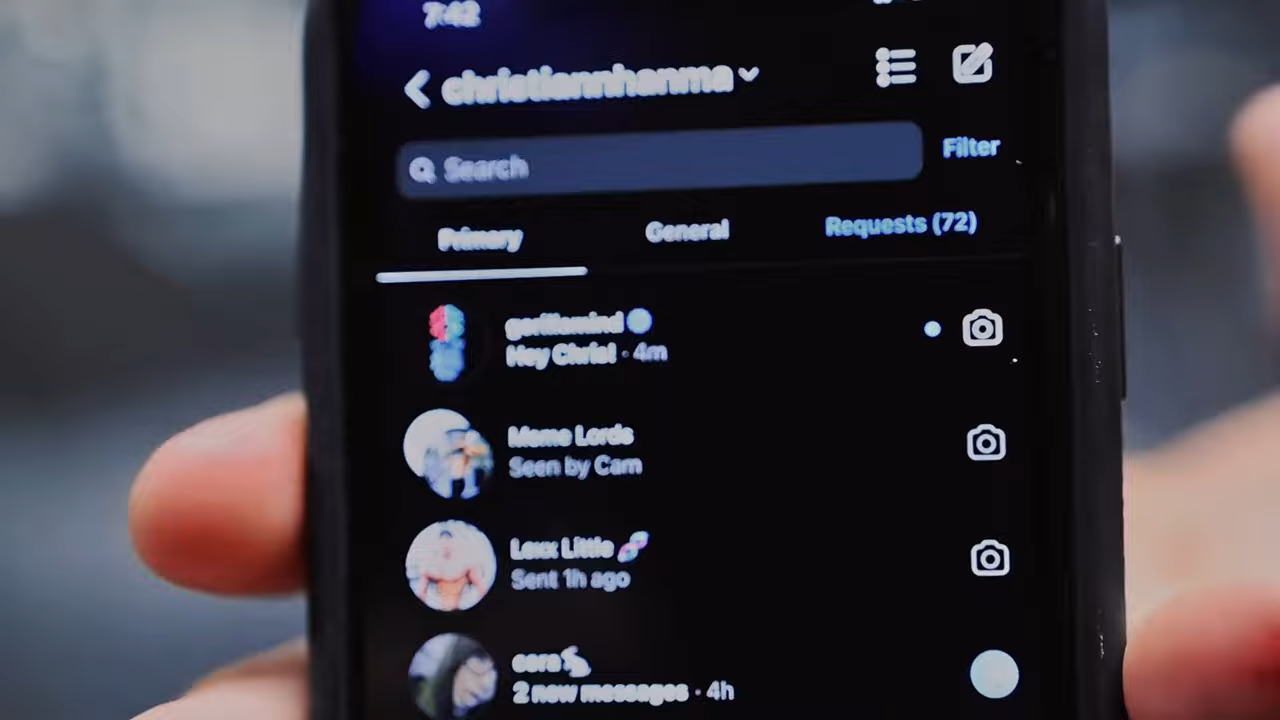 7:42
christiannhanma
Search
Filter
Primary
General
Requests (72)
gorillamind
Hey Chris! · 4m
Meme Lords
Seen by Cam
Lexx Little
Sent 1h ago
cora
2 new messages · 4h